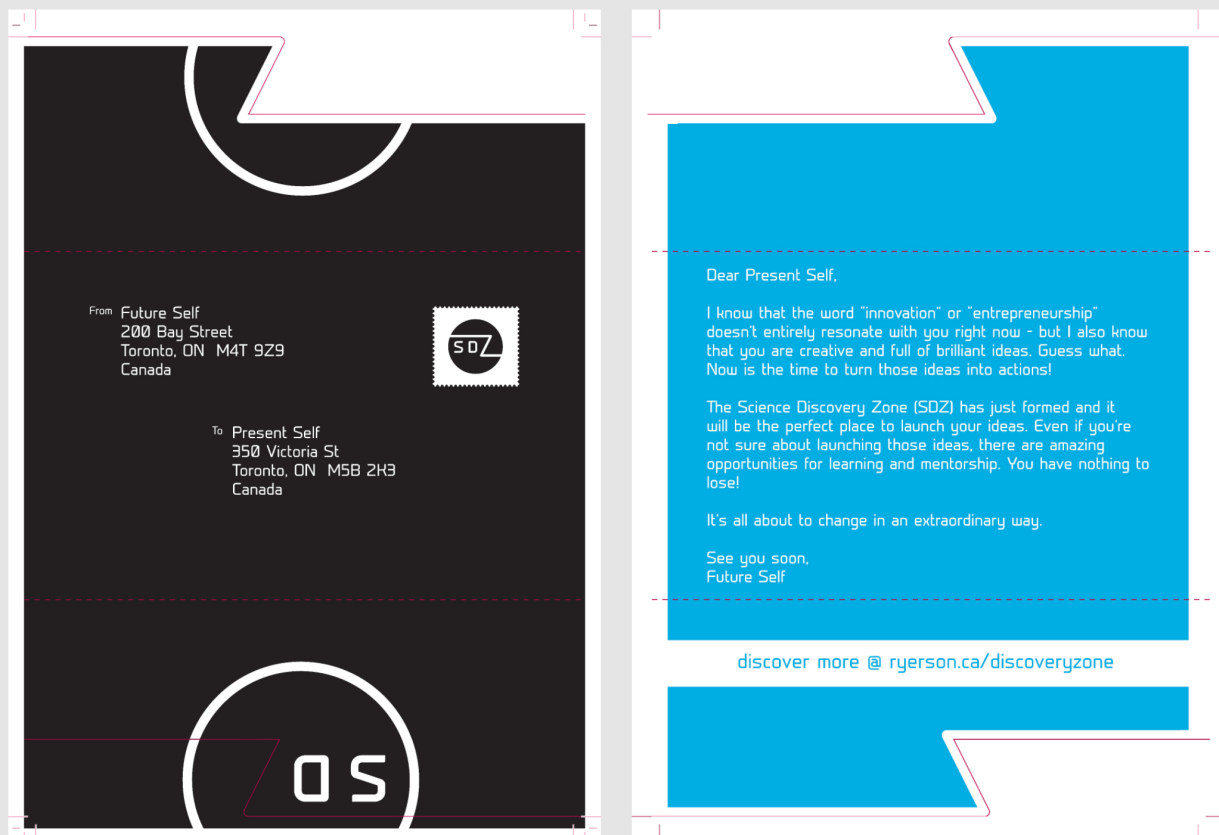 From Future Self
200 Bay Street
Toronto, ON M4T 9Z9
Canada
SDZ
To Present Self
350 Victoria St
Toronto, ON M5B 2K3
Canada
SD
Dear Present Self,
I know that the word "innovation" or "entrepreneurship"
doesn't entirely resonate with you right now - but I also know
that you are creative and full of brilliant ideas. Guess what.
Now is the time to turn those ideas into actions!
The Science Discovery Zone (SDZ) has just formed and it
will be the perfect place to launch your ideas. Even if you're
not sure about launching those ideas, there are amazing
opportunities for learning and mentorship. You have nothing to
lose!
It's all about to change in an extraordinary way.
See you soon,
Future Self
discover more @ ryerson.ca/discoveryzone